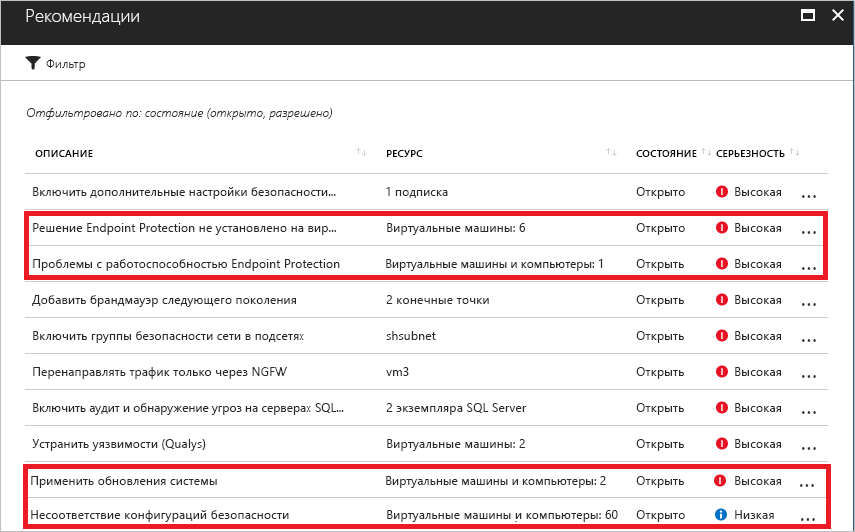 Рекомендации
Фильтр
Отфильтровано по: состояние (открыто, разрешено)
ОПИСАНИЕ РЕСУРС СОСТОЯНИЕ СЕРЬЕЗНОСТЬ
Включить дополнительные настройки безопасности... 1 подписка Открыто Высокая ...
Решение Endpoint Protection не установлено на вир... Виртуальные машины: 6 Открыто Высокая ...
Проблемы с работоспособностью Endpoint Protection Виртуальные машины и компьютеры: 1 Открыть Высокая ...
Добавить брандмауэр следующего поколения 2 конечные точки Открыть Высокая ...
Включить группы безопасности сети в подсетях shsubnet Открыть Высокая ...
Перенаправлять трафик только через NGFW vm3 Открыть Высокая ...
Включить аудит и обнаружение угроз на серверах SQL... 2 экземпляра SQL Server Открыть Высокая ...
Устранить уязвимости (Qualys) Виртуальные машины: 2 Открыть Высокая ...
Применить обновления системы Виртуальные машины и компьютеры: 2 Открыть Высокая ...
Несоответствие конфигураций безопасности Виртуальные машины и компьютеры: 60 Открыто Низкая ...